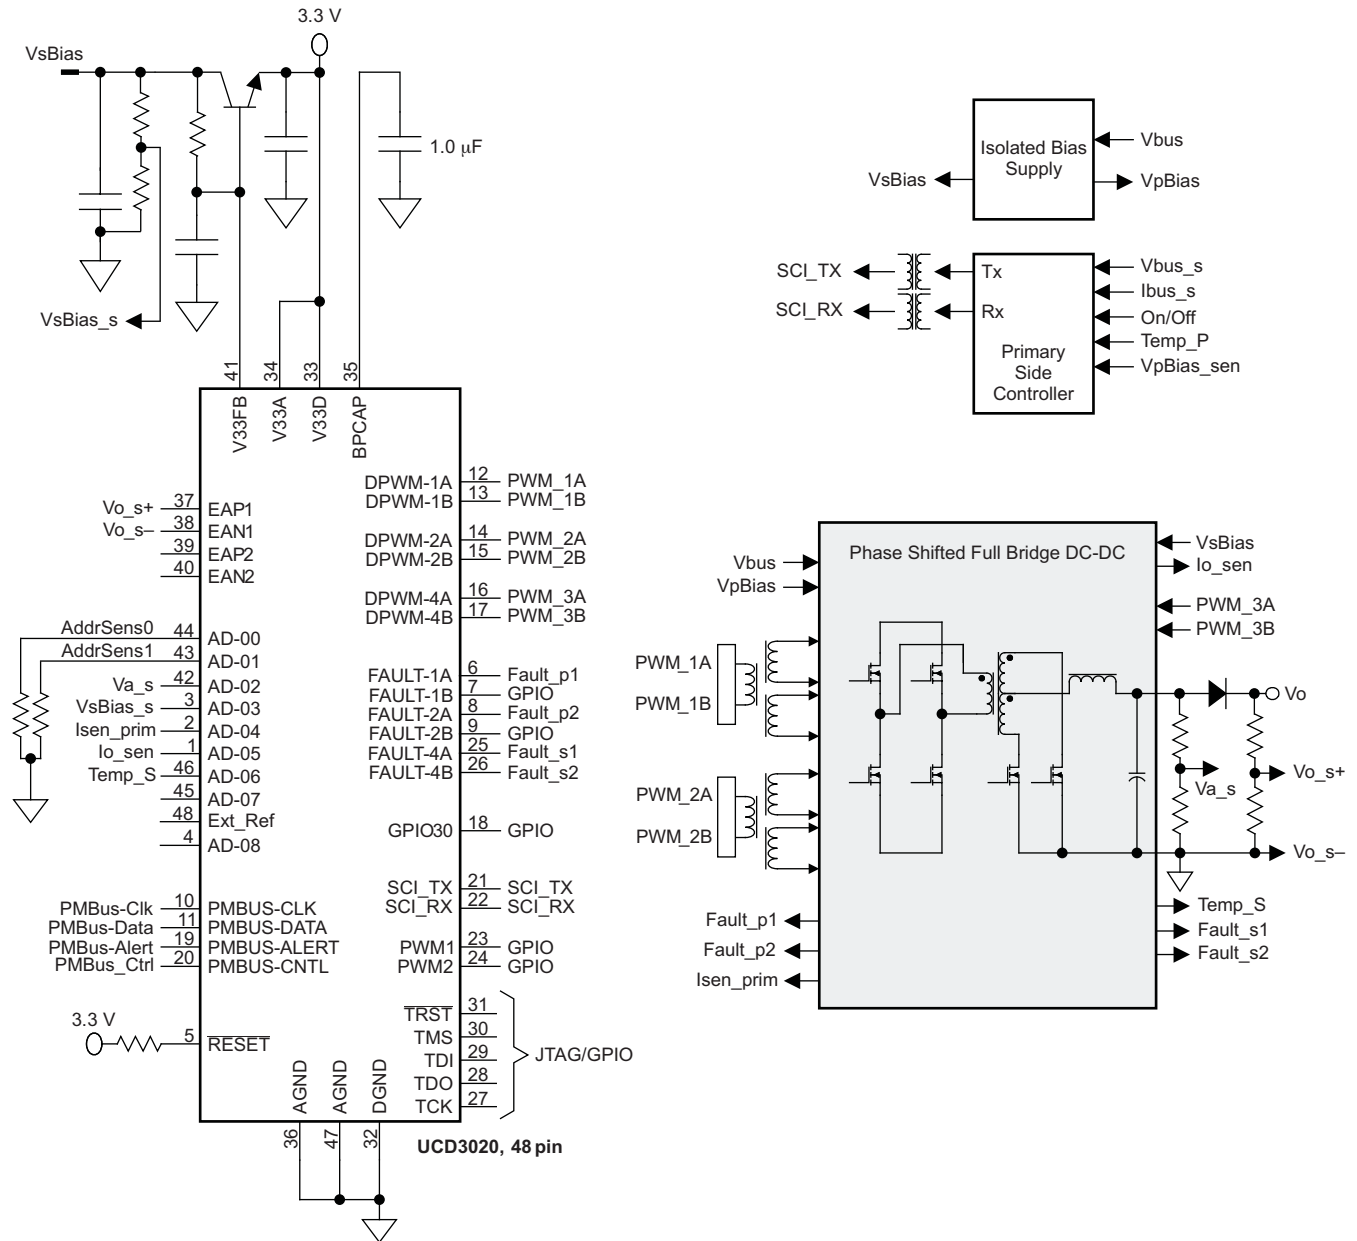 3.3 V
VsBias
1.0 μF
VsBias_s
41
34
33
35
V33FB
V33A
V33D
BPCAP
Vo_s+ 37 EAP1
Vo_s– 38 EAN1
39 EAP2
40 EAN2
AddrSens0 44 AD-00
AddrSens1 43 AD-01
Va_s 42 AD-02
VsBias_s 3 AD-03
Isen_prim 2 AD-04
Io_sen 1 AD-05
Temp_S 46 AD-06
45 AD-07
48 Ext_Ref
4 AD-08
PMBus-Clk 10 PMBUS-CLK
PMBus-Data 11 PMBUS-DATA
PMBus-Alert 19 PMBUS-ALERT
PMBus_Ctrl 20 PMBUS-CNTL
3.3 V
5 RESET
DPWM-1A 12 PWM_1A
DPWM-1B 13 PWM_1B
DPWM-2A 14 PWM_2A
DPWM-2B 15 PWM_2B
DPWM-4A 16 PWM_3A
DPWM-4B 17 PWM_3B
FAULT-1A 6 Fault_p1
FAULT-1B 7 GPIO
FAULT-2A 8 Fault_p2
FAULT-2B 9 GPIO
FAULT-4A 25 Fault_s1
FAULT-4B 26 Fault_s2
GPIO30 18 GPIO
SCI_TX 21 SCI_TX
SCI_RX 22 SCI_RX
PWM1 23 GPIO
PWM2 24 GPIO
TRST 31
TMS 30
TDI 29
TDO 28
TCK 27
JTAG/GPIO
AGND
AGND
DGND
36
47
32
UCD3020, 48 pin
Isolated Bias
Supply
Vbus
VsBias
VpBias
SCI_TX
Tx
SCI_RX
Rx
Primary
Side
Controller
Vbus_s
Ibus_s
On/Off
Temp_P
VpBias_sen
Phase Shifted Full Bridge DC-DC
Vbus
VpBias
PWM_1A
PWM_1B
PWM_2A
PWM_2B
Fault_p1
Fault_p2
Isen_prim
VsBias
Io_sen
PWM_3A
PWM_3B
Vo
Va_s
Vo_s+
Vo_s–
Temp_S
Fault_s1
Fault_s2